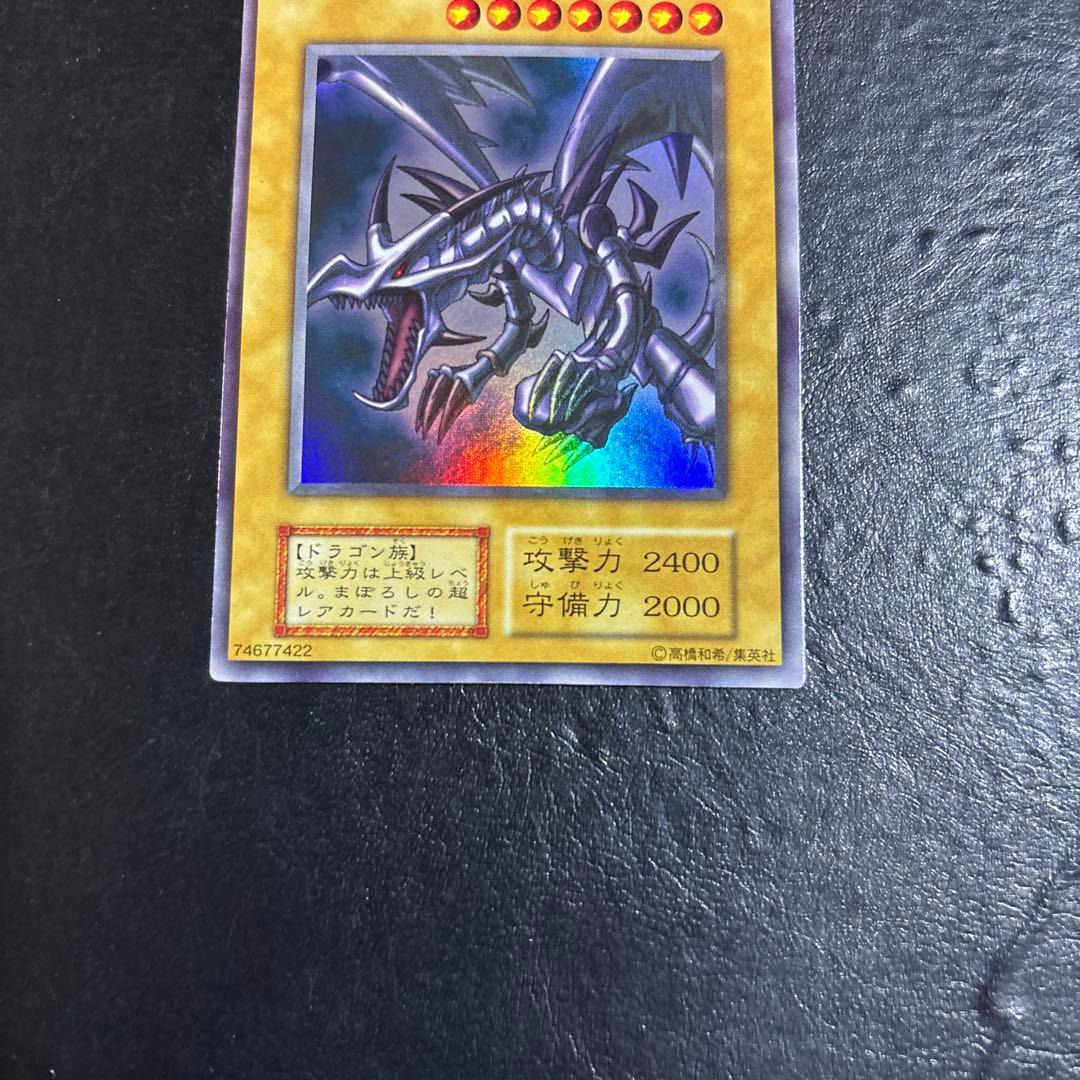 【ドラゴン族】
攻撃力は上級レベ
ル。まぼろしの超
レアカードだ!
攻撃力 2400
守備力 2000
74677422
©高橋和希/集英社